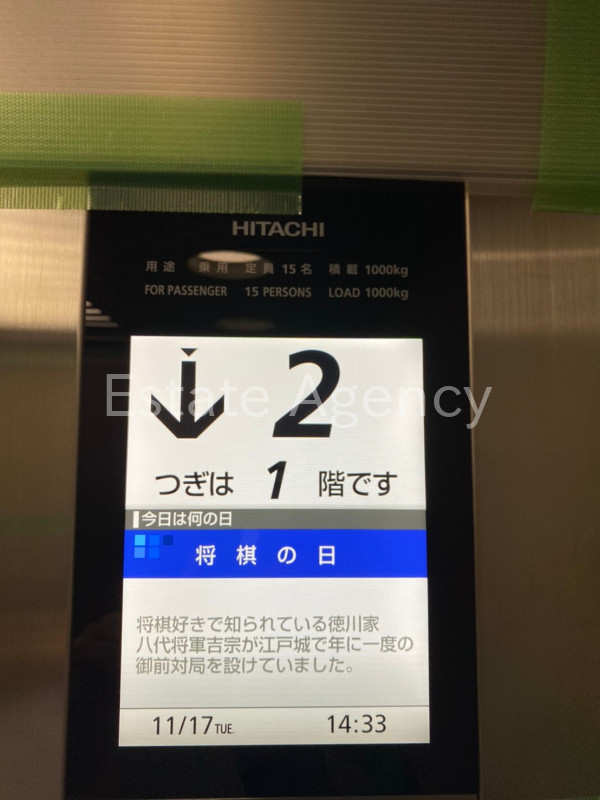 HITACHI
用途 乗用 定員 15名 積載 1000kg
FOR PASSENGER 15 PERSONS LOAD 1000kg
2
Estate Agency
つぎは 1 階です
今日は何の日
将棋の日
将棋好きで知られている徳川家
八代将軍吉宗が江戸城で年に一度の
御前対局を設けていました。
11/17 TUE. 14:33